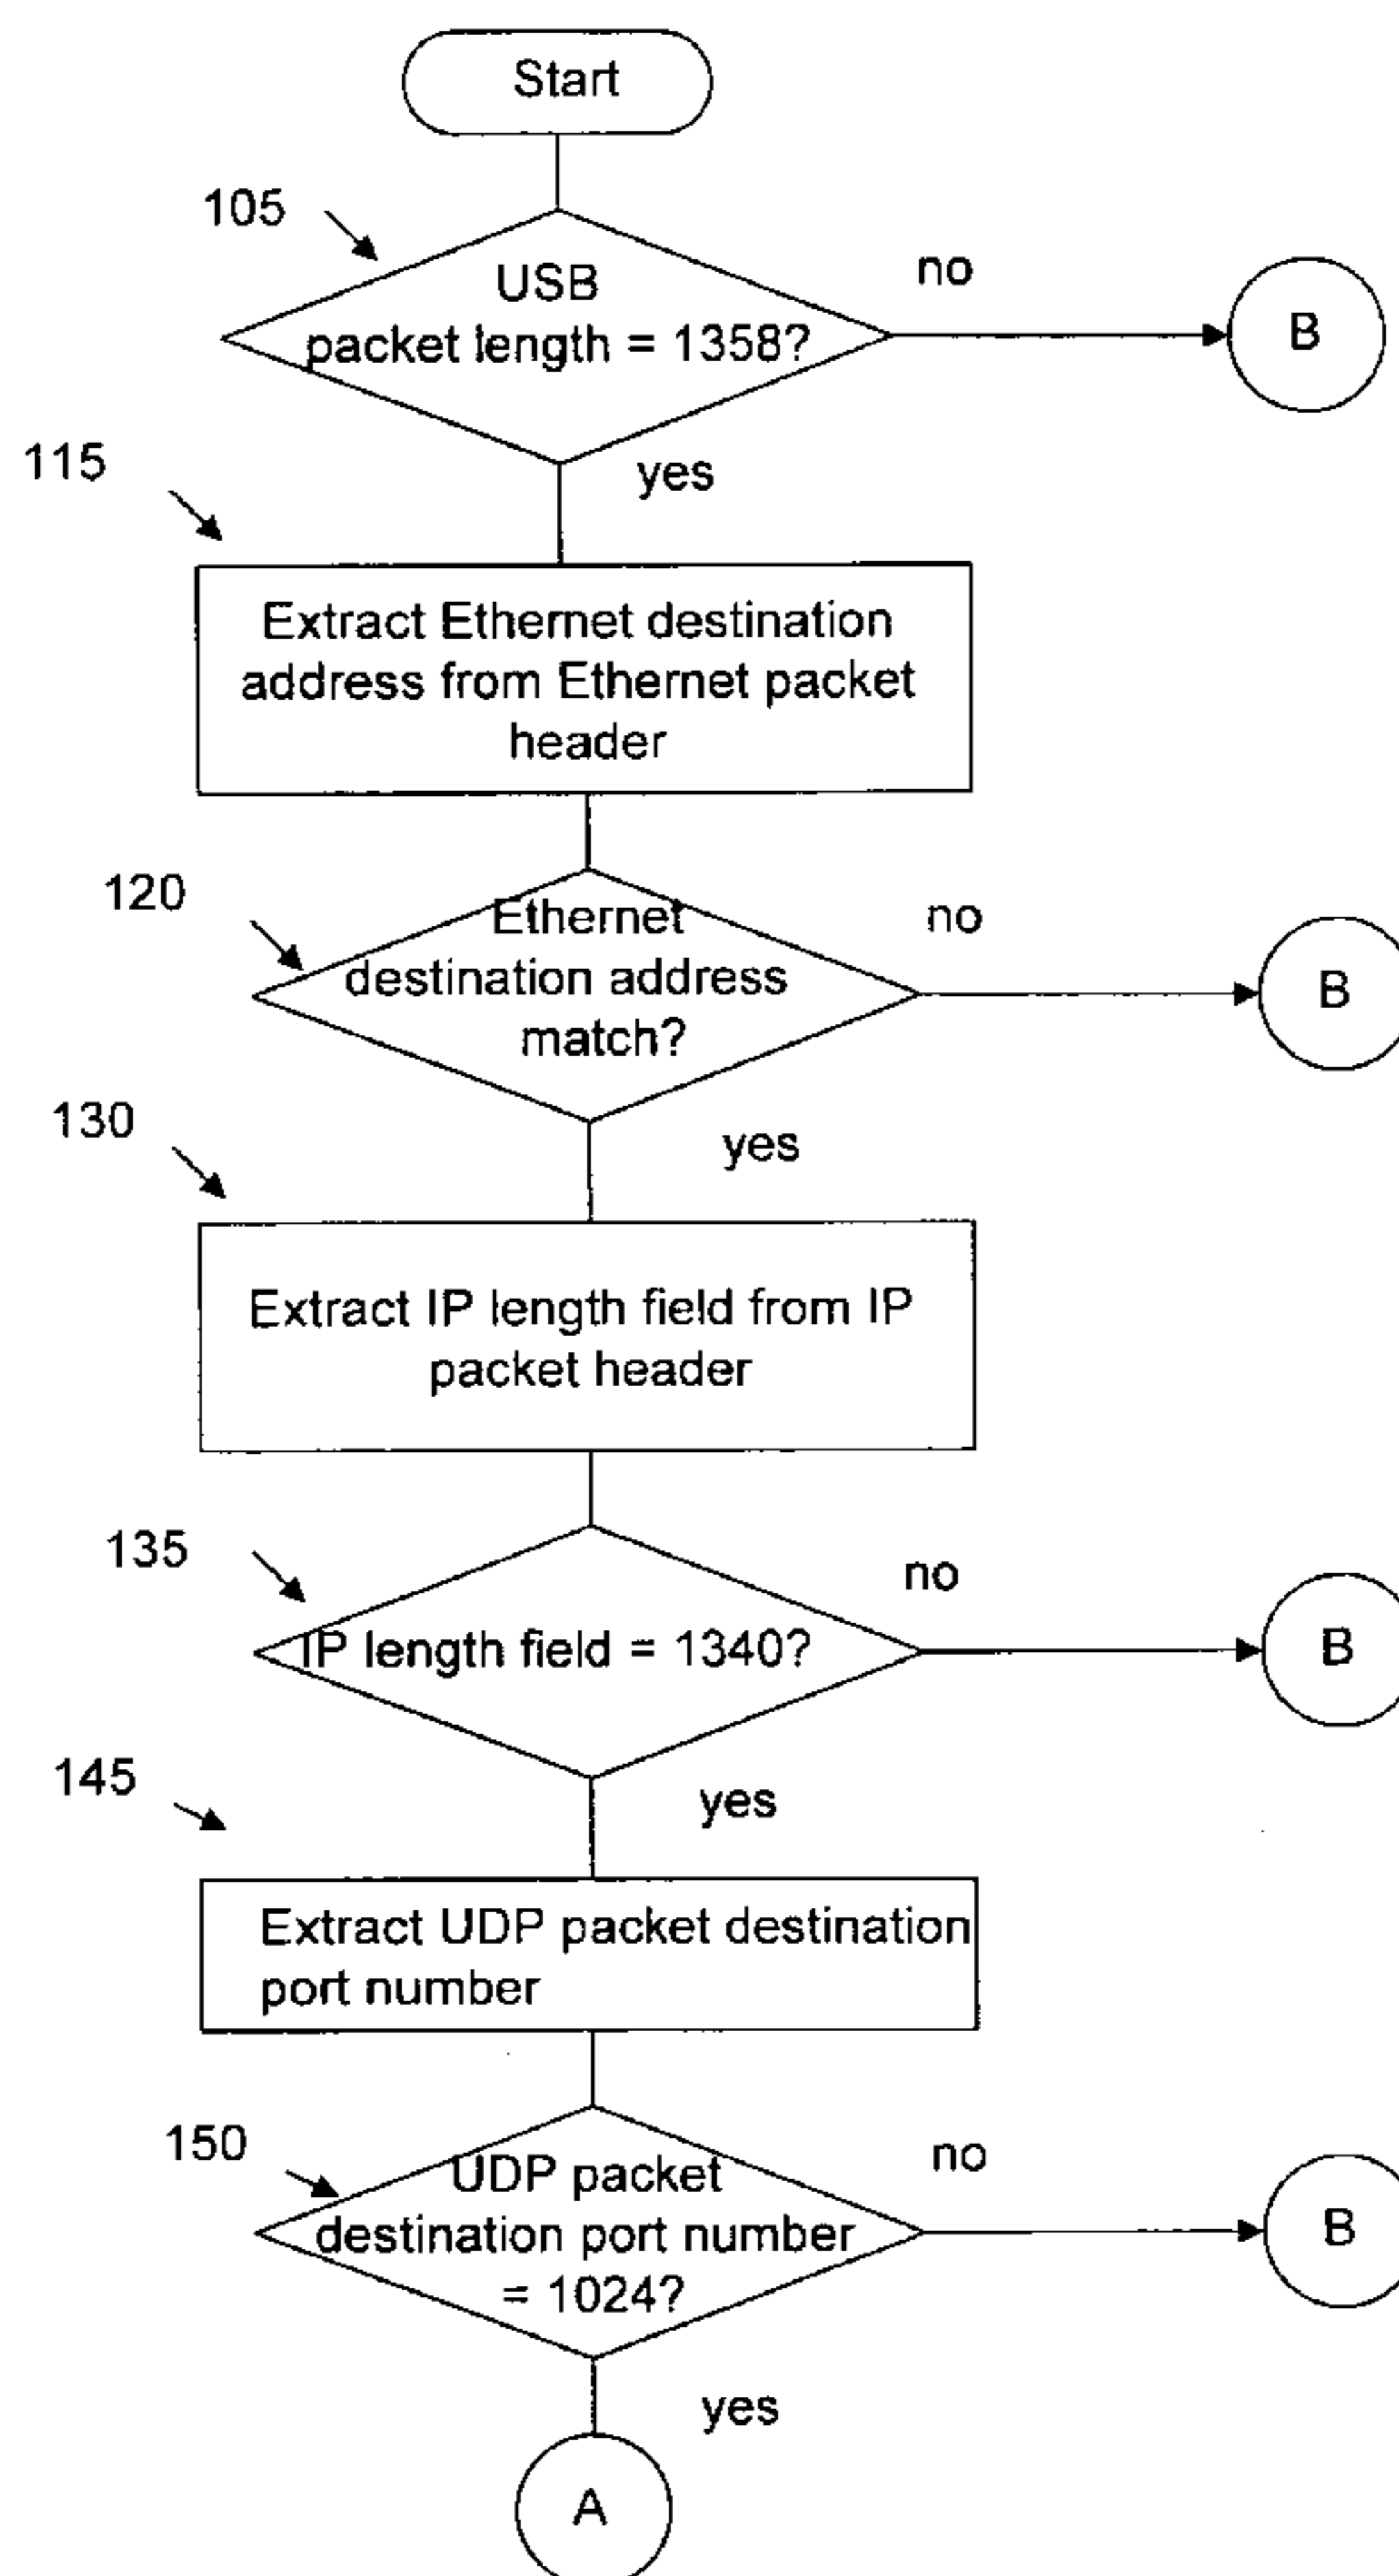 Start
105
USB
packet length = 1358?
no
B
yes
115
Extract Ethernet destination
address from Ethernet packet
header
120
Ethernet
destination address
match?
no
B
yes
130
Extract IP length field from IP
packet header
135
IP length field = 1340?
no
B
yes
145
Extract UDP packet destination
port number
150
UDP packet
destination port number
= 1024?
no
B
yes
A